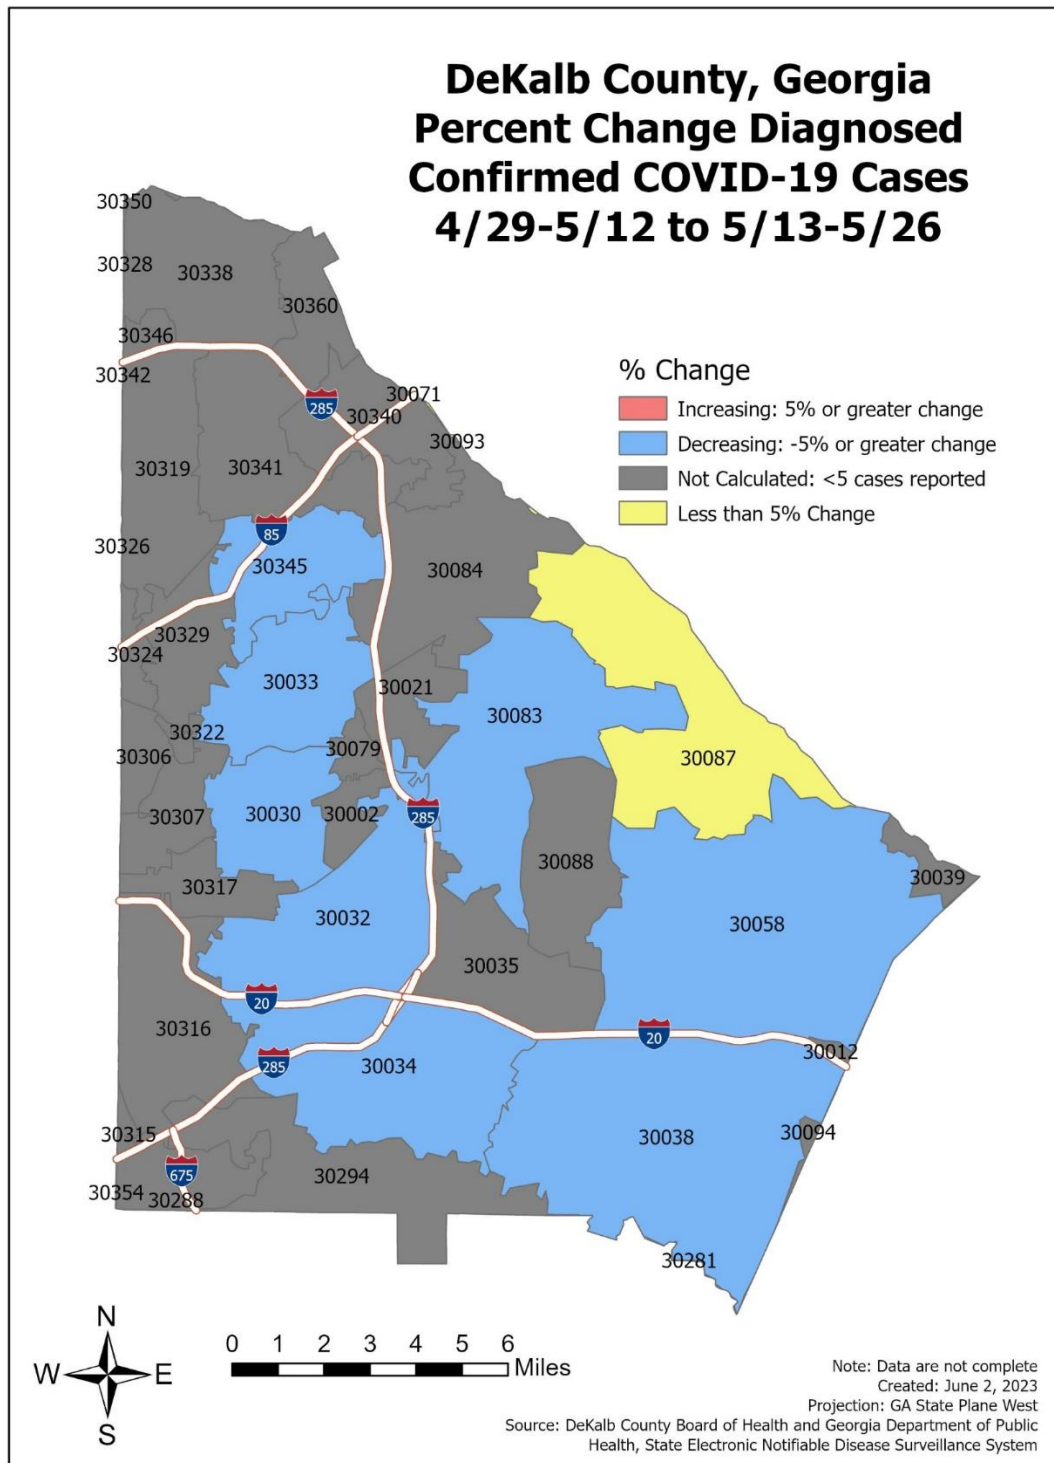 DeKalb County, Georgia
Percent Change Diagnosed
Confirmed COVID-19 Cases
4/29-5/12 to 5/13-5/26
30350
30328
30338
30360
30346
30342
% Change
Increasing: 5% or greater change
Decreasing: -5% or greater change
Not Calculated: <5 cases reported
Less than 5% Change
30071
285
30340
30093
30319
30341
85
30326
30345
30084
30329
30324
30033
30021
30083
30322
30079
30306
30087
30307
30030
30002
285
30088
30317
30039
30032
30058
30035
20
30316
20
30012
285
30034
30315
30038
30094
675
30294
30354
30288
30281
N
W
E
S
0 1 2 3 4 5 6
Miles
Note: Data are not complete
Created: June 2, 2023
Projection: GA State Plane West
Source: DeKalb County Board of Health and Georgia Department of Public
Health, State Electronic Notifiable Disease Surveillance System